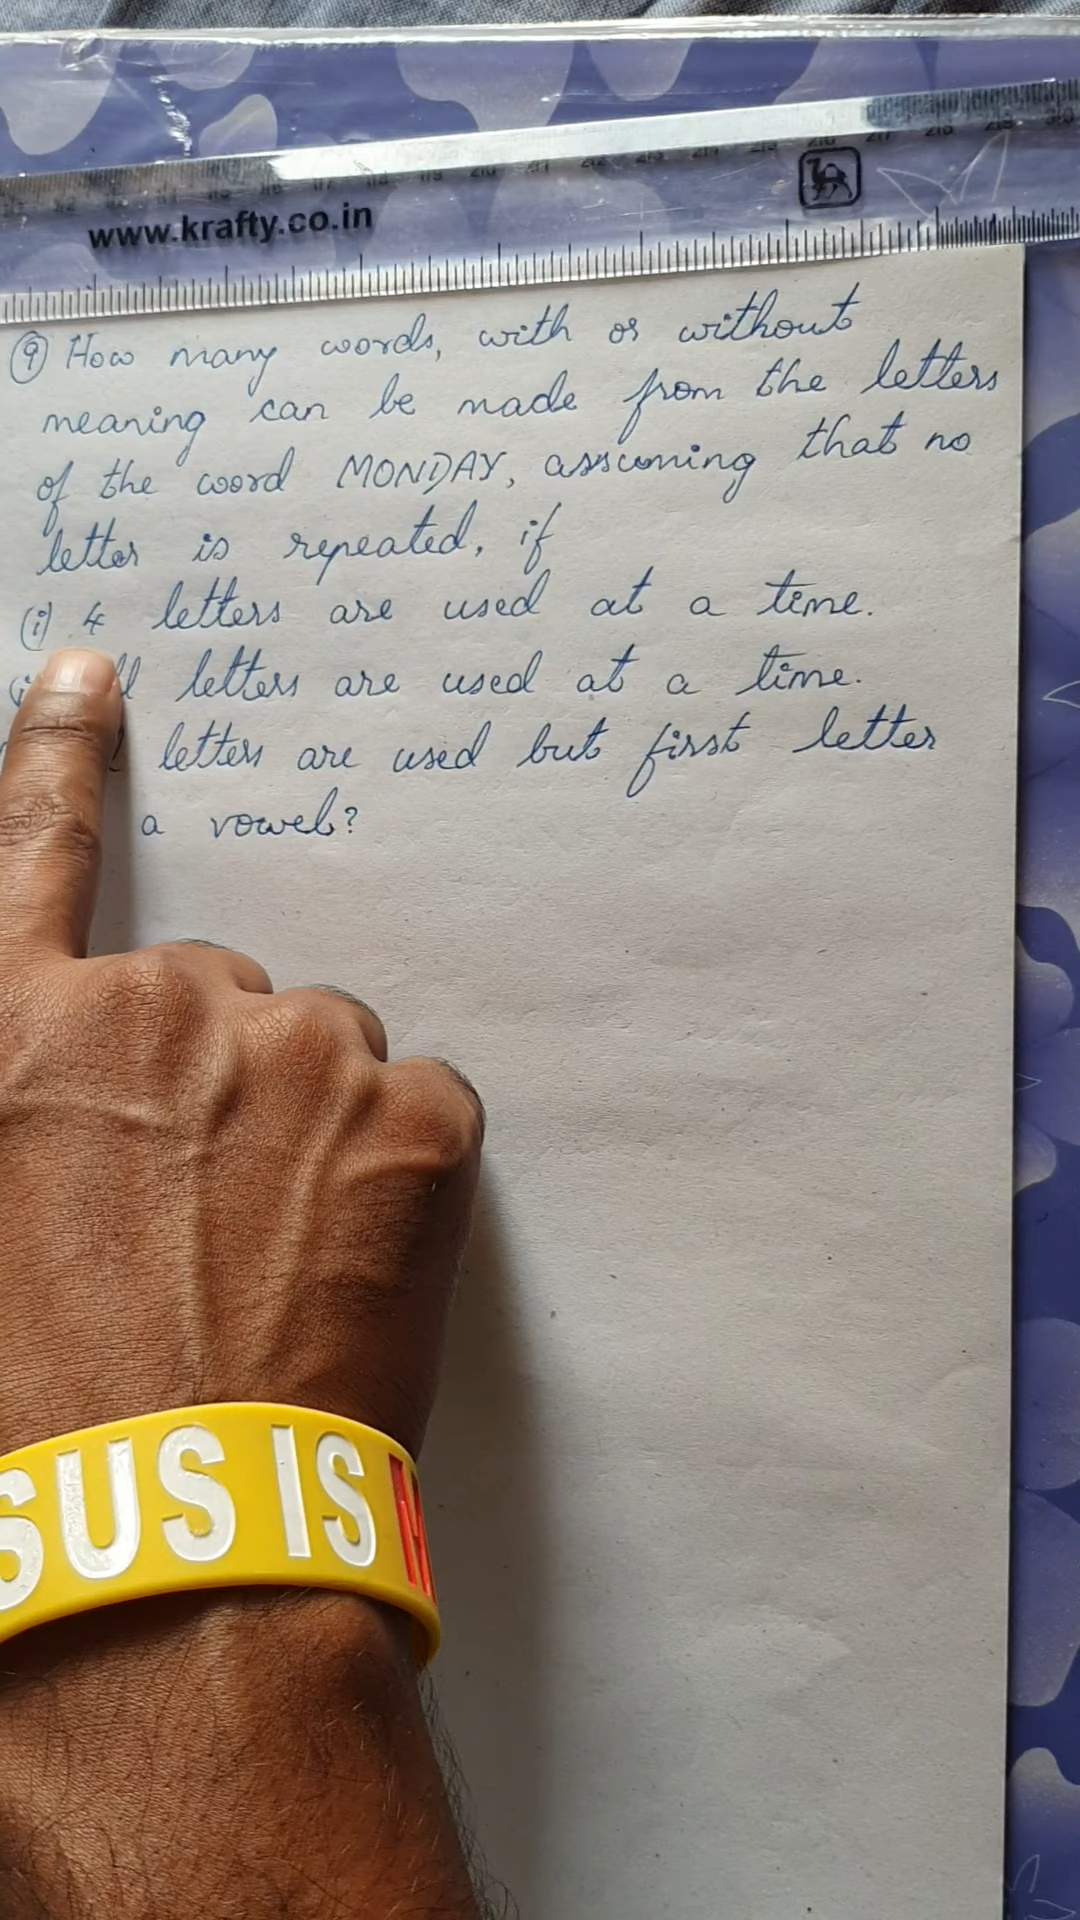 www.krafty.co.in
⑨ How many words, with or without
meaning can be made from the letters
of the word MONDAY, assuming that no
letter is repeated, if
(i) 4 letters are used at a time.
letters are used at a time.
letters are used but first letter
a vowel?
SUS IS